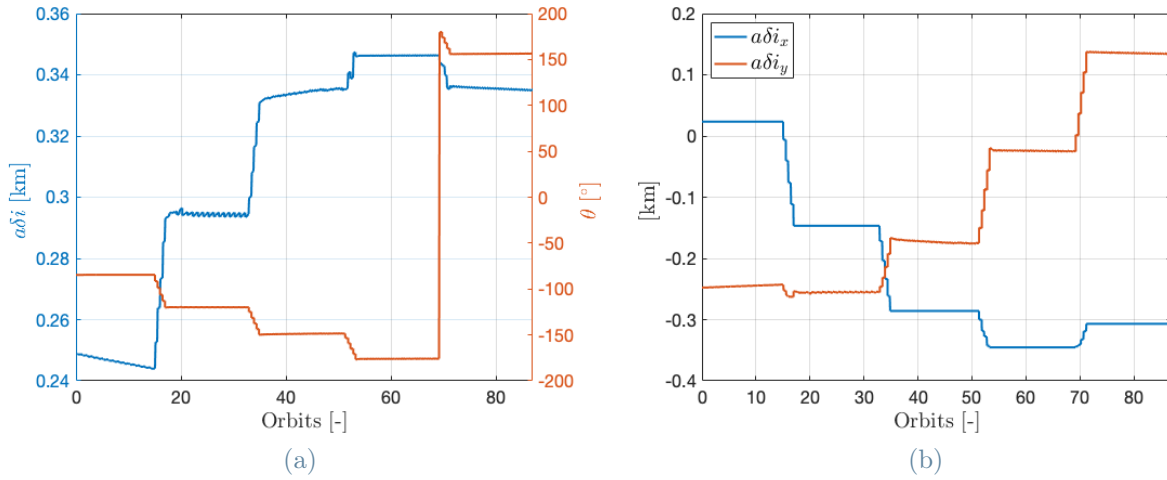 0.36
0.34
0.32
0.3
0.28
0.26
0.24
aδi [km]
200
150
100
50
0
-50
-100
-150
-200
θ [°]
0 20 40 60 80
Orbits [-]
(a)
aδi_x
aδi_y
0.2
0.1
0
-0.1
-0.2
-0.3
-0.4
[km]
0 10 20 30 40 50 60 70 80
Orbits [-]
(b)